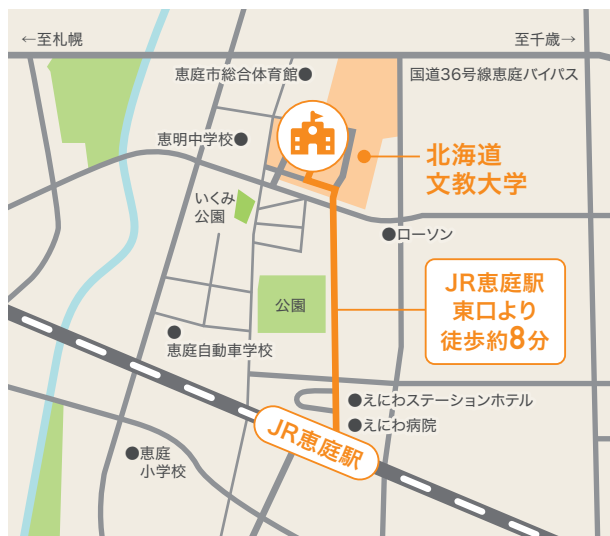 ←至札幌
至千歳→
恵庭市総合体育館●
国道36号線恵庭バイパス
恵明中学校●
北海道
文教大学
いくみ
公園
●ローソン
JR恵庭駅
東口より
徒歩約8分
公園
●
恵庭自動車学校
●えにわステーションホテル
●えにわ病院
JR恵庭駅
●恵庭
小学校